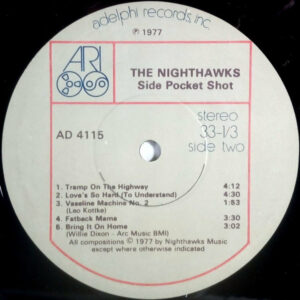 adelphi records, inc
℗ 1977
ARI
THE NIGHTHAWKS
Side Pocket Shot
stereo
33-1/3
side two
AD 4115
1. Tramp On The Highway 4:12
2. Love's So Hard (To Understand) 4:30
3. Vaseline Machine No. 2 1:53
(Leo Kottke)
4. Fatback Mama 3:30
5. Bring It On Home 3:02
(Willie Dixon - Arc Music BMI)
All compositions © 1977 by Nighthawks Music
except where otherwise indicated